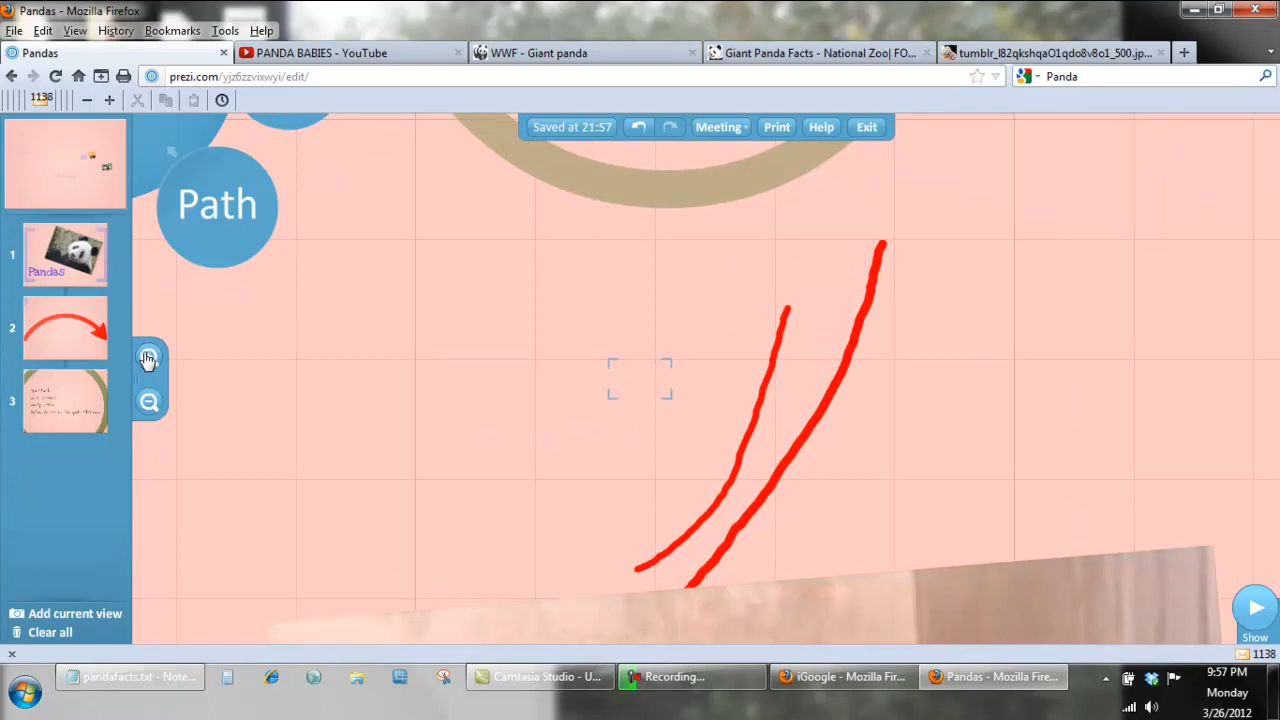 Pandas - Mozilla Firefox
File Edit View History Bookmarks Tools Help
Pandas
PANDA BABIES - YouTube
WWF - Giant panda
Giant Panda Facts - National Zoo| FO...
tumblr_l82qkshqaO1qdo8v8o1_500.jp...
prezi.com/yjz6zzvixwyi/edit/
Panda
1138
Saved at 21:57
Meeting
Print
Help
Exit
Path
1
Pandas
2
3
Add current view
Clear all
Show
1138
pandafacts.txt - Note...
Camtasia Studio - U...
Recording...
iGoogle - Mozilla Fir...
Pandas - Mozilla Fire...
9:57 PM
Monday
3/26/2012